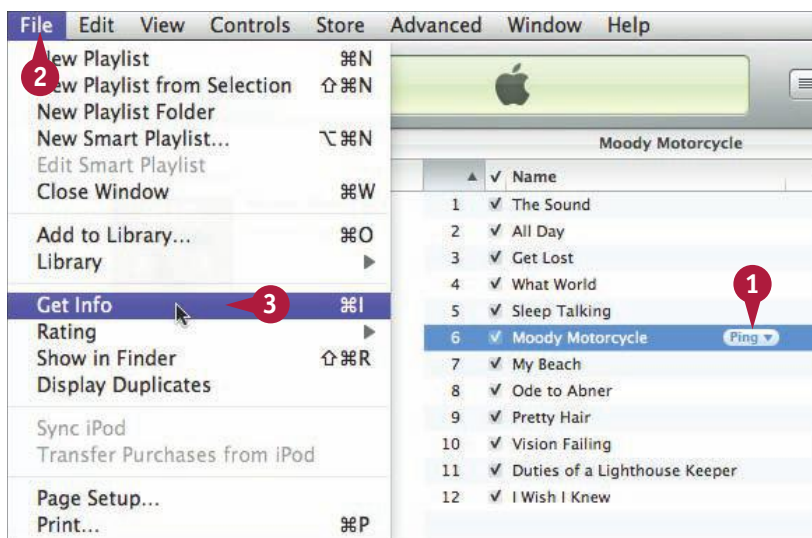 File Edit View Controls Store Advanced Window Help
ew Playlist ⌘N
2
ew Playlist from Selection ⇧⌘N
New Playlist Folder
New Smart Playlist... ⌥⌘N
Edit Smart Playlist
Close Window ⌘W
Add to Library... ⌘O
Library
Get Info ⌘I
3
Rating
Show in Finder ⇧⌘R
Display Duplicates
Sync iPod
Transfer Purchases from iPod
Page Setup...
Print... ⌘P
Moody Motorcycle
Name
1 The Sound
2 All Day
3 Get Lost
4 What World
5 Sleep Talking
1
6 Moody Motorcycle Ping
7 My Beach
8 Ode to Abner
9 Pretty Hair
10 Vision Failing
11 Duties of a Lighthouse Keeper
12 I Wish I Knew